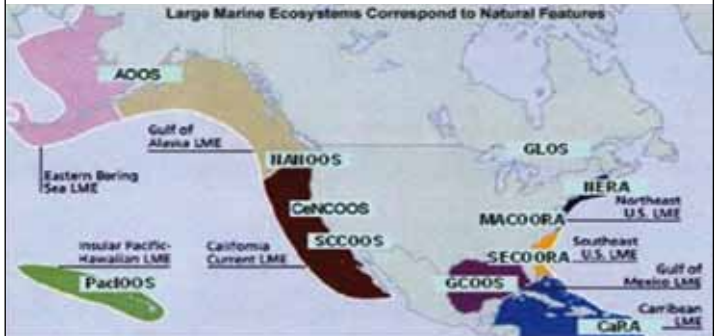 Large Marine Ecosystems Correspond to Natural Features
AOOS
Gulf of
Alaska LME
NANOOS
GLOS
Eastern Bering
Sea LME
NERA
Northeast
U.S. LME
CeNCOOS
MACOORA
SCCOOS
Insular Pacific-
Hawaiian LME
California
Current LME
SECOORA
Southeast
U.S. LME
PacIOOS
GCOOS
Gulf of
Mexico LME
Carribean
LME
CaRA